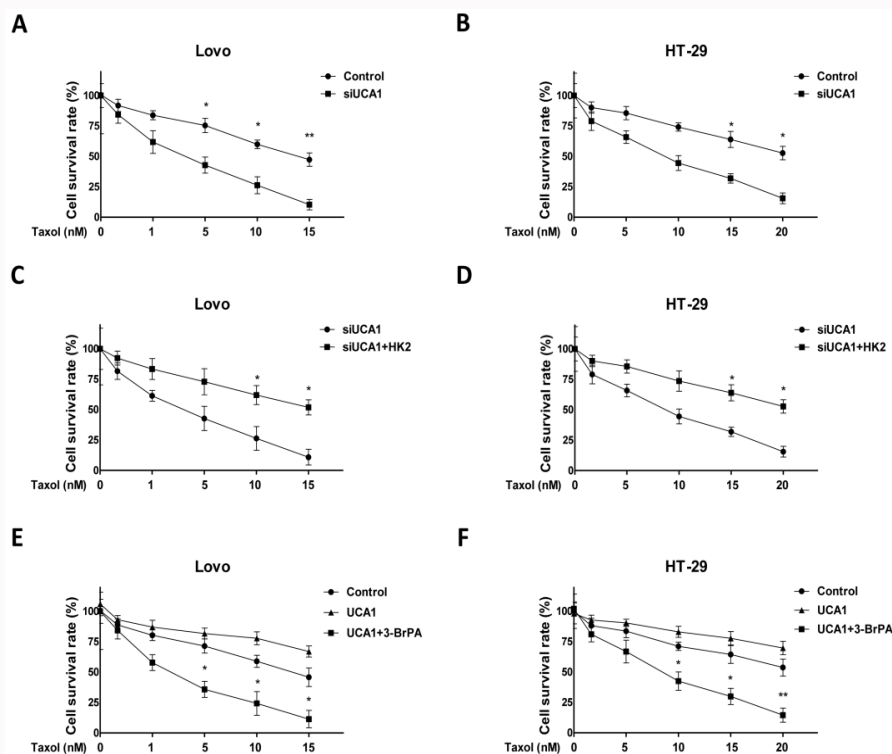 A
Lovo
Cell survival rate (%)
100
75
50
25
0
Control
siUCA1
*
*
**
Taxol (nM)
0 1 5 10 15
B
HT-29
Cell survival rate (%)
100
75
50
25
0
Control
siUCA1
*
*
Taxol (nM)
0 5 10 15 20
C
Lovo
Cell survival rate (%)
100
75
50
25
0
siUCA1
siUCA1+HK2
*
*
Taxol (nM)
0 1 5 10 15
D
HT-29
Cell survival rate (%)
100
75
50
25
0
siUCA1
siUCA1+HK2
*
*
Taxol (nM)
0 5 10 15 20
E
Lovo
Cell survival rate (%)
100
75
50
25
0
Control
UCA1
UCA1+3-BrPA
*
*
*
Taxol (nM)
0 1 5 10 15
F
HT-29
Cell survival rate (%)
100
75
50
25
0
Control
UCA1
UCA1+3-BrPA
*
*
**
Taxol (nM)
0 5 10 15 20